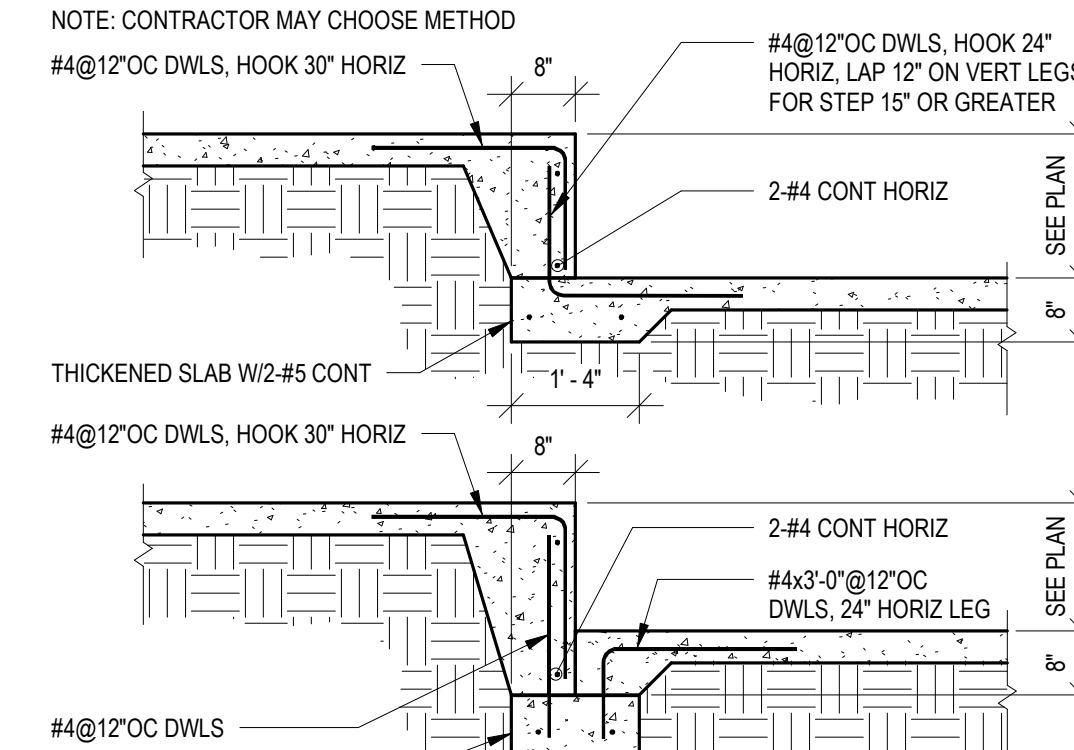 NOTE: CONTRACTOR MAY CHOOSE METHOD
#4@12"OC DWLS, HOOK 30" HORIZ
8"
#4@12"OC DWLS, HOOK 24"
HORIZ, LAP 12" ON VERT LEGS
FOR STEP 15" OR GREATER
2-#4 CONT HORIZ
SEE PLAN
8"
THICKENED SLAB W/2-#5 CONT
1' - 4"
#4@12"OC DWLS, HOOK 30" HORIZ
8"
2-#4 CONT HORIZ
#4x3'-0"@12"OC
DWLS, 24" HORIZ LEG
SEE PLAN
8"
#4@12"OC DWLS